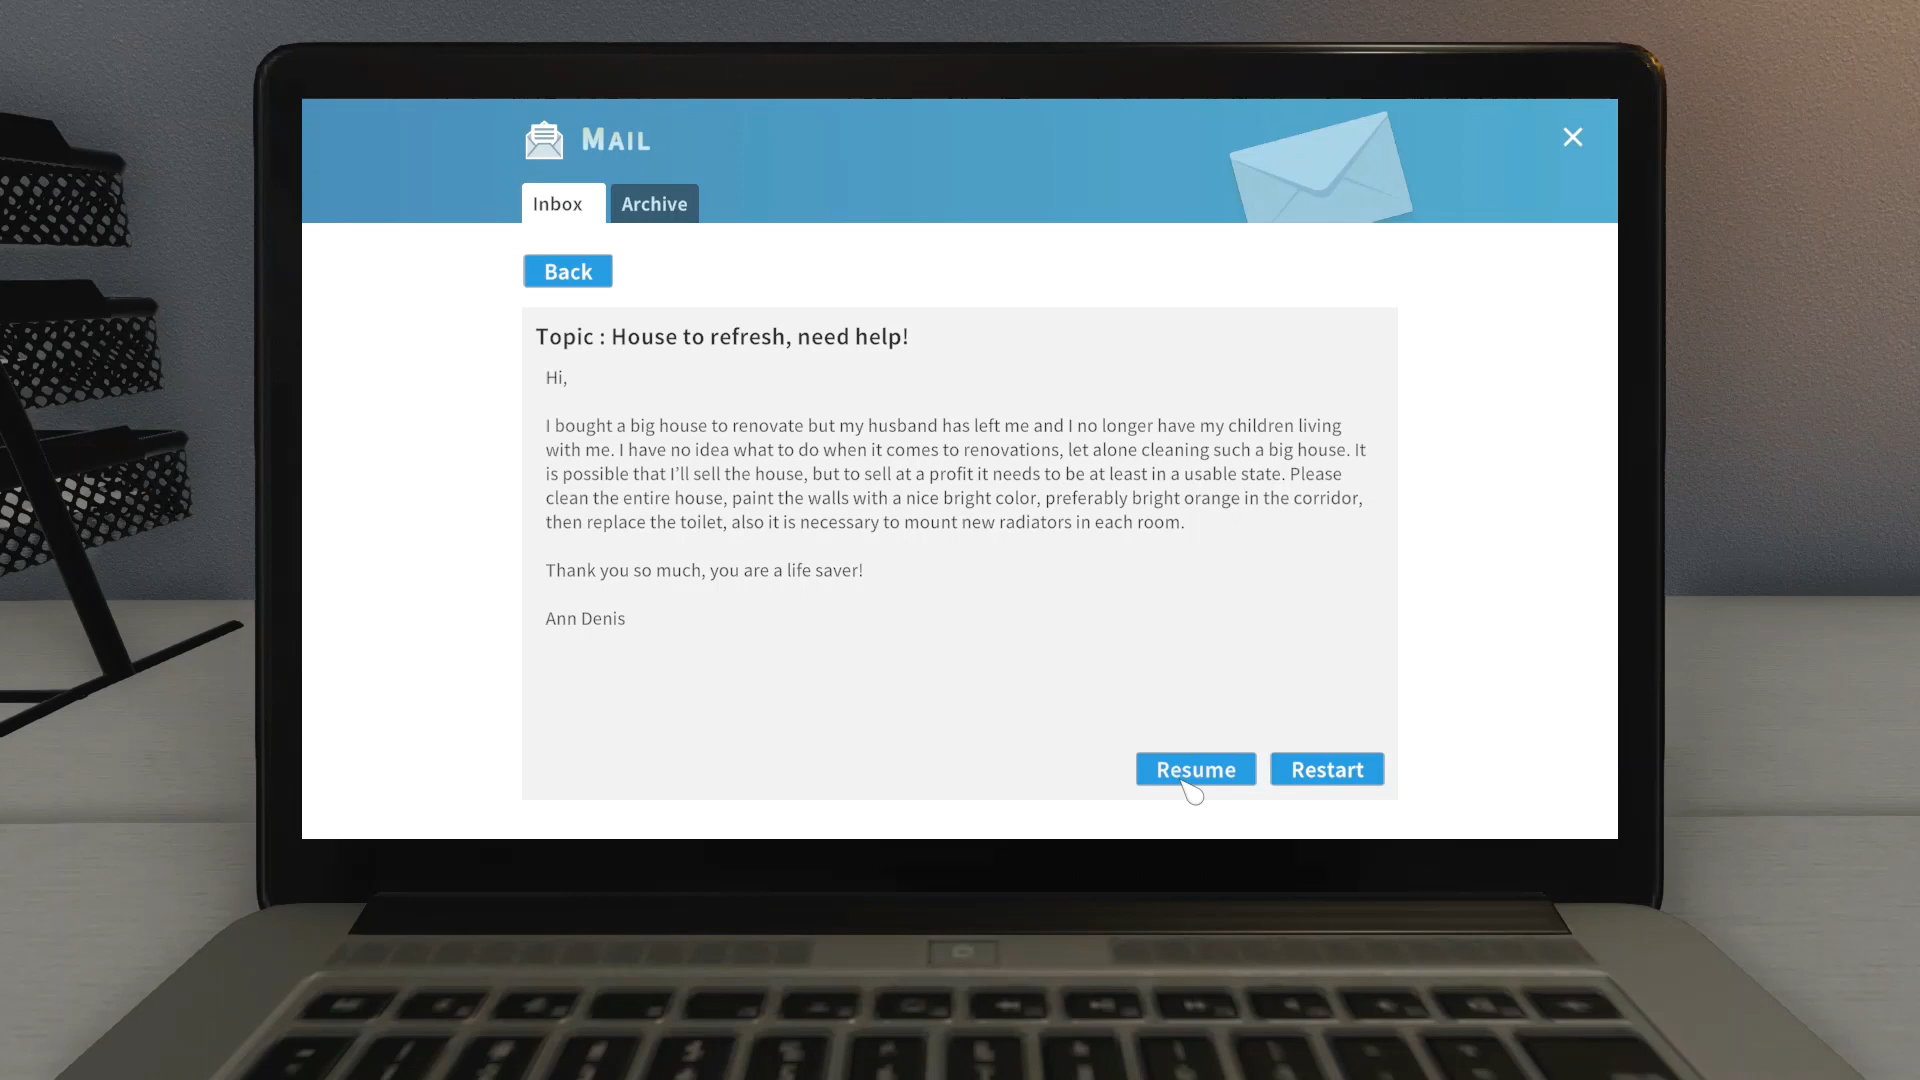 MAIL
Inbox
Archive
Back
Topic : House to refresh, need help!
Hi,
I bought a big house to renovate but my husband has left me and I no longer have my children living
with me. I have no idea what to do when it comes to renovations, let alone cleaning such a big house. It
is possible that I'll sell the house, but to sell at a profit it needs to be at least in a usable state. Please
clean the entire house, paint the walls with a nice bright color, preferably bright orange in the corridor,
then replace the toilet, also it is necessary to mount new radiators in each room.
Thank you so much, you are a life saver!
Ann Denis
Resume
Restart